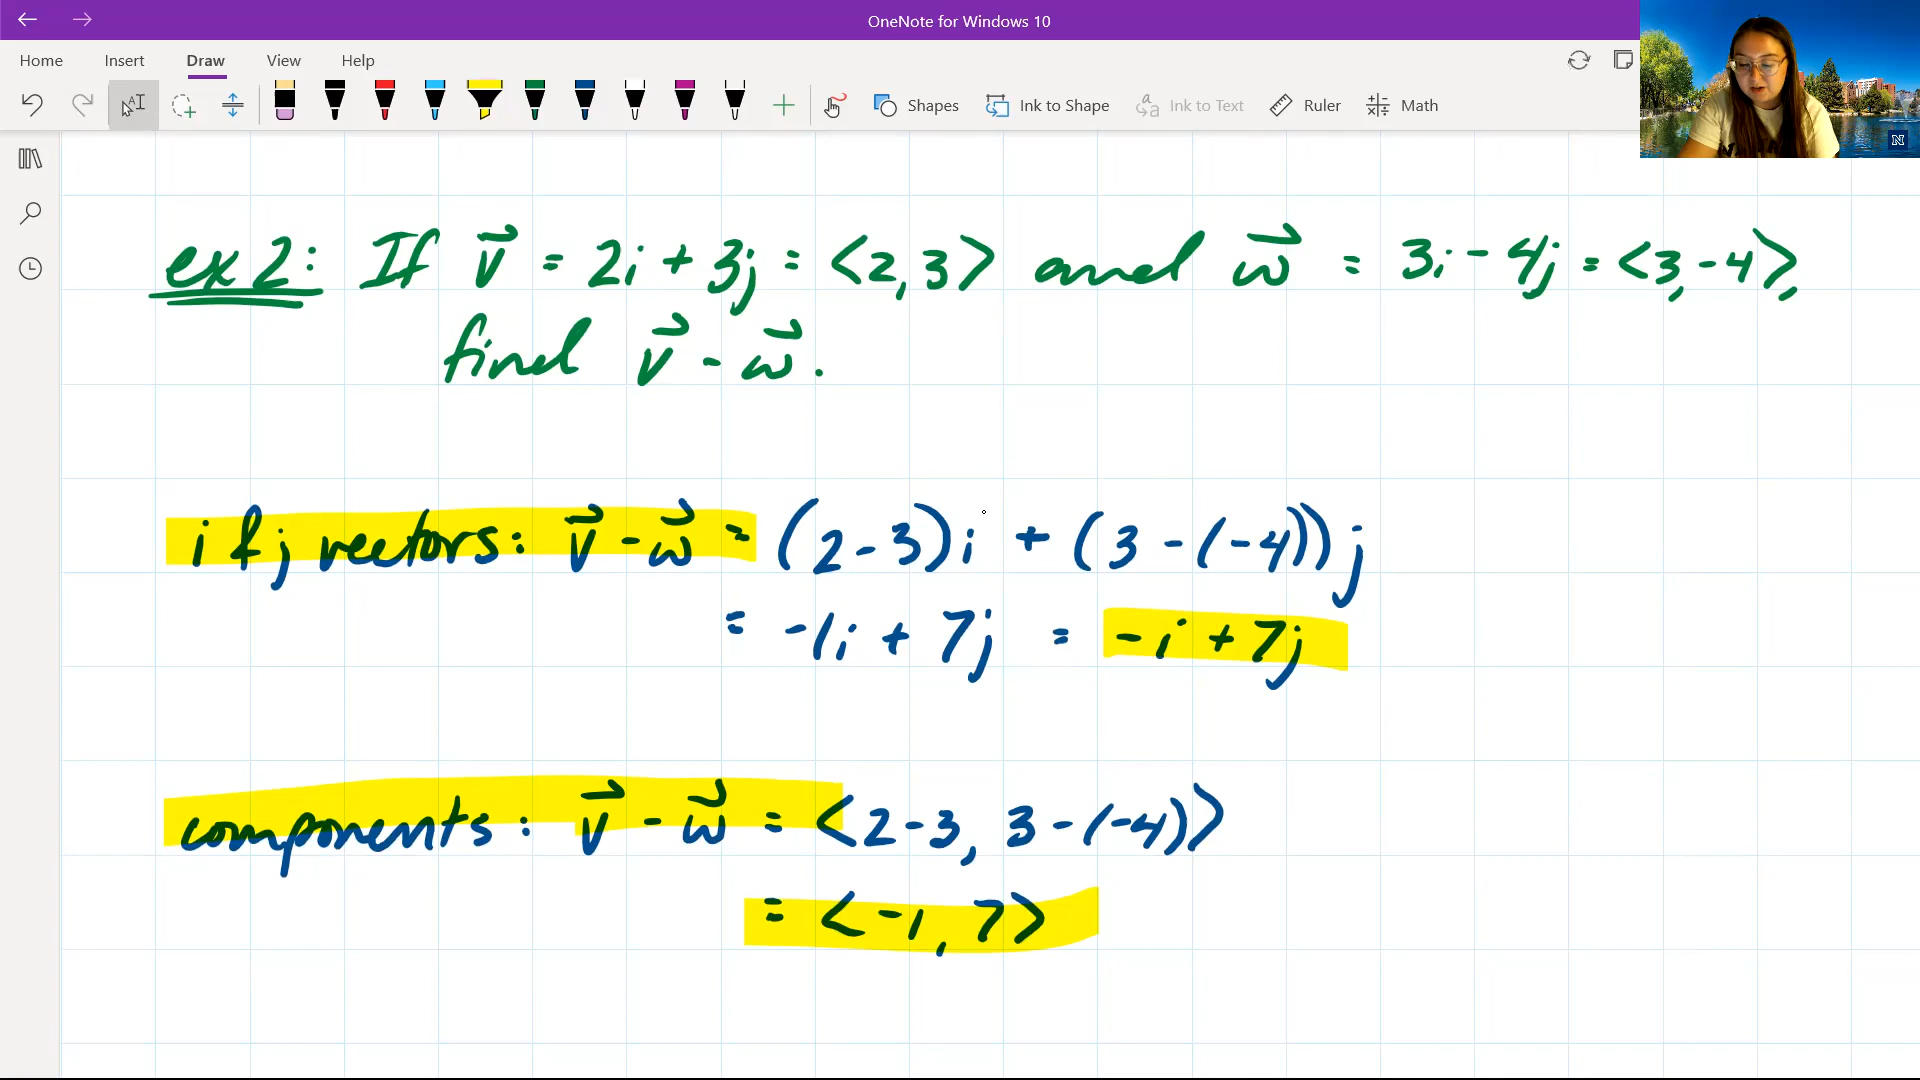 OneNote for Windows 10
Home Insert Draw View Help
Shapes Ink to Shape Ink to Text Ruler Math
N
ex 2: If v⃗ = 2i + 3j = <2, 3> and w⃗ = 3i - 4j = <3, -4>,
find v⃗ - w⃗.
i & j vectors: v⃗ - w⃗ = (2 - 3)i + (3 - (-4))j
= -1i + 7j = -i + 7j
components: v⃗ - w⃗ = <2 - 3, 3 - (-4)>
= <-1, 7>